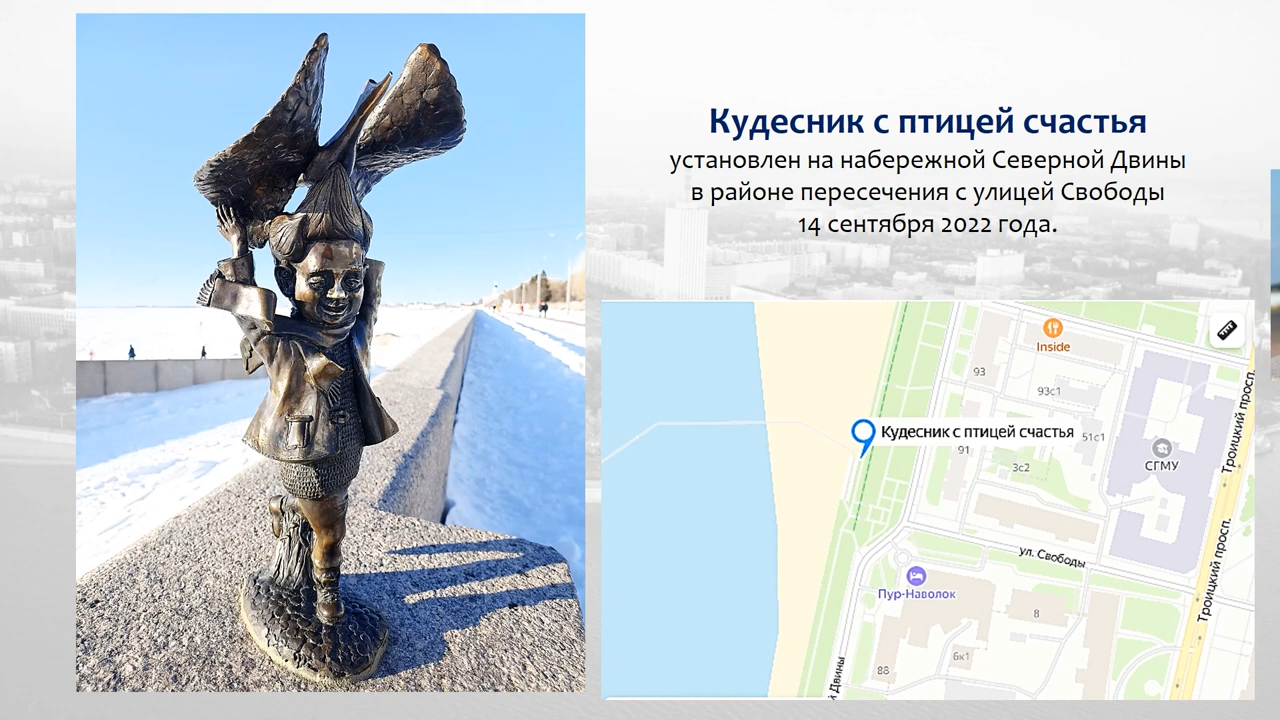 Кудесник с птицей счастья
установлен на набережной Северной Двины
в районе пересечения с улицей Свободы
14 сентября 2022 года.
Inside
93
93с1
Троицкий просп.
Кудесник с птицей счастья
51с1
91
3с2
СГМУ
ул. Свободы
Троицкий просп.
Пур-Наволок
8
6к1
88
Двины